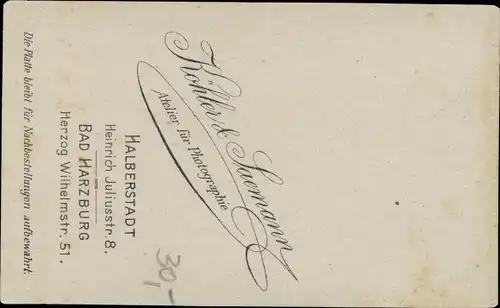 Köhler & Saemann
Atelier für Photographie
HALBERSTADT
Heinrich Juliusstr. 8.
BAD HARZBURG
Herzog Wilhelmstr. 51.
Die Platte bleibt für Nachbestellungen aufbewahrt.
30,-